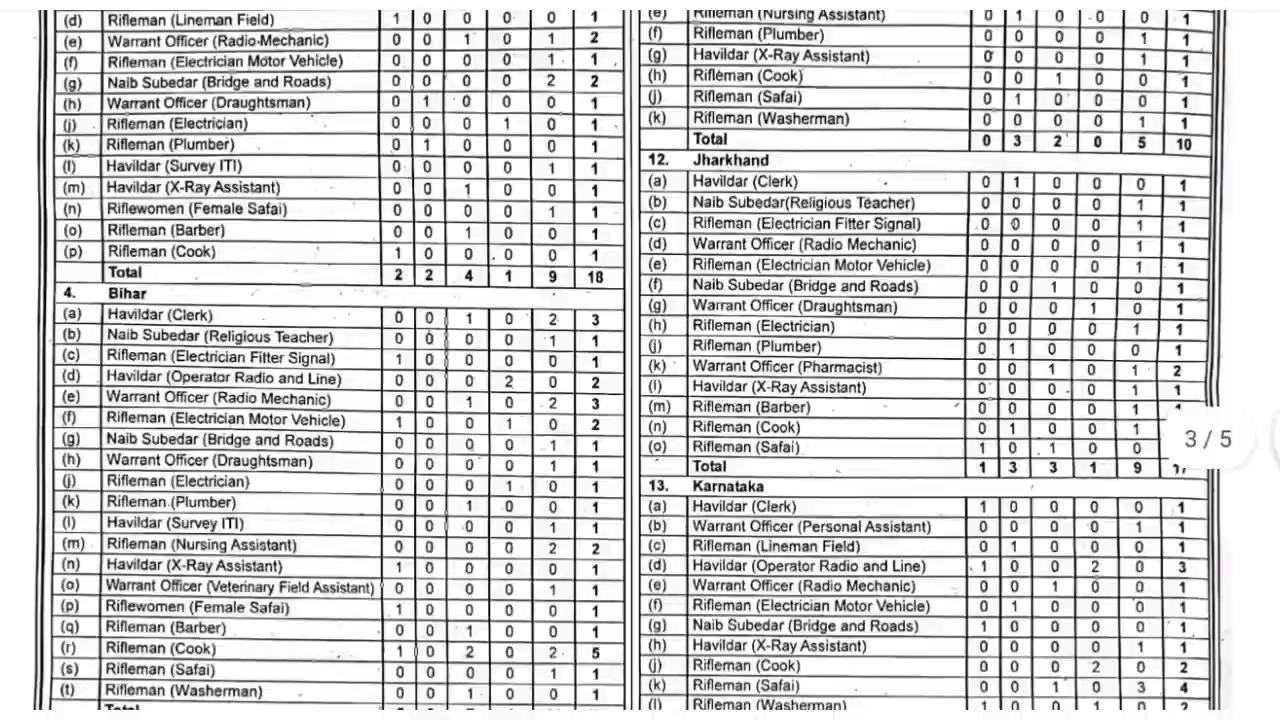 (d) Rifleman (Lineman Field) 1 0 0 0 0 1
(e) Warrant Officer (Radio-Mechanic) 0 0 1 0 1 2
(f) Rifleman (Electrician Motor Vehicle) 0 0 0 0 1 1
(g) Naib Subedar (Bridge and Roads) 0 0 0 0 2 2
(h) Warrant Officer (Draughtsman) 0 1 0 0 0 1
(j) Rifleman (Electrician) 0 0 0 1 0 1
(k) Rifleman (Plumber) 0 1 0 0 0 1
(l) Havildar (Survey ITI) 0 0 0 0 1 1
(m) Havildar (X-Ray Assistant) 0 0 1 0 0 1
(n) Riflewomen (Female Safai) 0 0 0 0 1 1
(o) Rifleman (Barber) 0 0 1 0 0 1
(p) Rifleman (Cook) 1 0 0 0 0 1
Total 2 2 4 1 9 18
4. Bihar
(a) Havildar (Clerk) 0 0 1 0 2 3
(b) Naib Subedar (Religious Teacher) 0 0 0 0 1 1
(c) Rifleman (Electrician Fitter Signal) 1 0 0 0 0 1
(d) Havildar (Operator Radio and Line) 0 0 0 2 0 2
(e) Warrant Officer (Radio Mechanic) 0 0 1 0 2 3
(f) Rifleman (Electrician Motor Vehicle) 1 0 0 1 0 2
(g) Naib Subedar (Bridge and Roads) 0 0 0 0 1 1
(h) Warrant Officer (Draughtsman) 0 0 0 0 1 1
(j) Rifleman (Electrician) 0 0 0 1 0 1
(k) Rifleman (Plumber) 0 0 1 0 0 1
(l) Havildar (Survey ITI) 0 0 0 0 1 1
(m) Rifleman (Nursing Assistant) 0 0 0 0 2 2
(n) Havildar (X-Ray Assistant) 1 0 0 0 0 1
(o) Warrant Officer (Veterinary Field Assistant) 0 0 0 0 1 1
(p) Riflewomen (Female Safai) 1 0 0 0 0 1
(q) Rifleman (Barber) 0 0 1 0 0 1
(r) Rifleman (Cook) 1 0 2 0 2 5
(s) Rifleman (Safai) 0 0 0 0 1 1
(t) Rifleman (Washerman) 0 0 1 0 0 1
Total
(e) Rifleman (Nursing Assistant) 0 1 0 0 0 1
(f) Rifleman (Plumber) 0 0 0 0 1 1
(g) Havildar (X-Ray Assistant) 0 0 0 0 1 1
(h) Rifleman (Cook) 0 0 1 0 0 1
(j) Rifleman (Safai) 0 1 0 0 0 1
(k) Rifleman (Washerman) 0 0 0 0 1 1
Total 0 3 2 0 5 10
12. Jharkhand
(a) Havildar (Clerk) 0 1 0 0 0 1
(b) Naib Subedar(Religious Teacher) 0 0 0 0 1 1
(c) Rifleman (Electrician Fitter Signal) 0 0 0 0 1 1
(d) Warrant Officer (Radio Mechanic) 0 0 0 0 1 1
(e) Rifleman (Electrician Motor Vehicle) 0 0 0 0 1 1
(f) Naib Subedar (Bridge and Roads) 0 0 1 0 0 1
(g) Warrant Officer (Draughtsman) 0 0 0 1 0 1
(h) Rifleman (Electrician) 0 0 0 0 1 1
(j) Rifleman (Plumber) 0 1 0 0 0 1
(k) Warrant Officer (Pharmacist) 0 0 1 0 1 2
(l) Havildar (X-Ray Assistant) 0 0 0 0 1 1
(m) Rifleman (Barber) 0 0 0 0 1
(n) Rifleman (Cook) 0 1 0 0 1
(o) Rifleman (Safai) 1 0 1 0 0
Total 1 3 3 1 9 17
3 / 5
13. Karnataka
(a) Havildar (Clerk) 1 0 0 0 0 1
(b) Warrant Officer (Personal Assistant) 0 0 0 0 1 1
(c) Rifleman (Lineman Field) 0 1 0 0 0 1
(d) Havildar (Operator Radio and Line) 1 0 0 2 0 3
(e) Warrant Officer (Radio Mechanic) 0 0 1 0 0 1
(f) Rifleman (Electrician Motor Vehicle) 0 1 0 0 0 1
(g) Naib Subedar (Bridge and Roads) 1 0 0 0 0 1
(h) Havildar (X-Ray Assistant) 0 0 0 0 1 1
(j) Rifleman (Cook) 0 0 0 2 0 2
(k) Rifleman (Safai) 0 0 1 0 3 4
(l) Rifleman (Washerman) 1 0 0 1 0 2